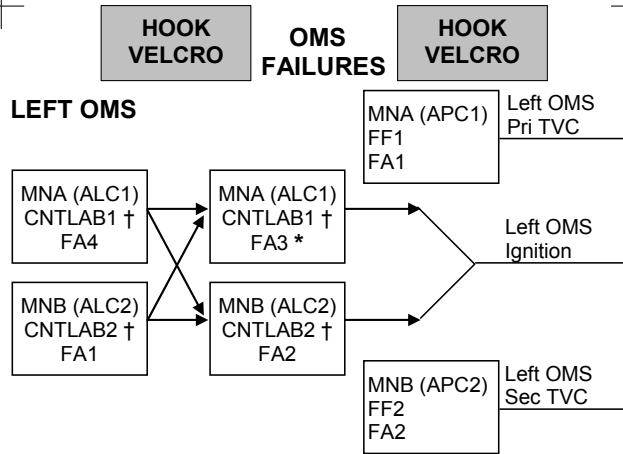 HOOK
VELCRO
OMS
FAILURES
HOOK
VELCRO
LEFT OMS
MNA (APC1)
FF1
FA1
Left OMS
Pri TVC
MNA (ALC1)
CNTLAB1 †
FA4
MNA (ALC1)
CNTLAB1 †
FA3 *
Left OMS
Ignition
MNB (ALC2)
CNTLAB2 †
FA1
MNB (ALC2)
CNTLAB2 †
FA2
MNB (APC2)
FF2
FA2
Left OMS
Sec TVC